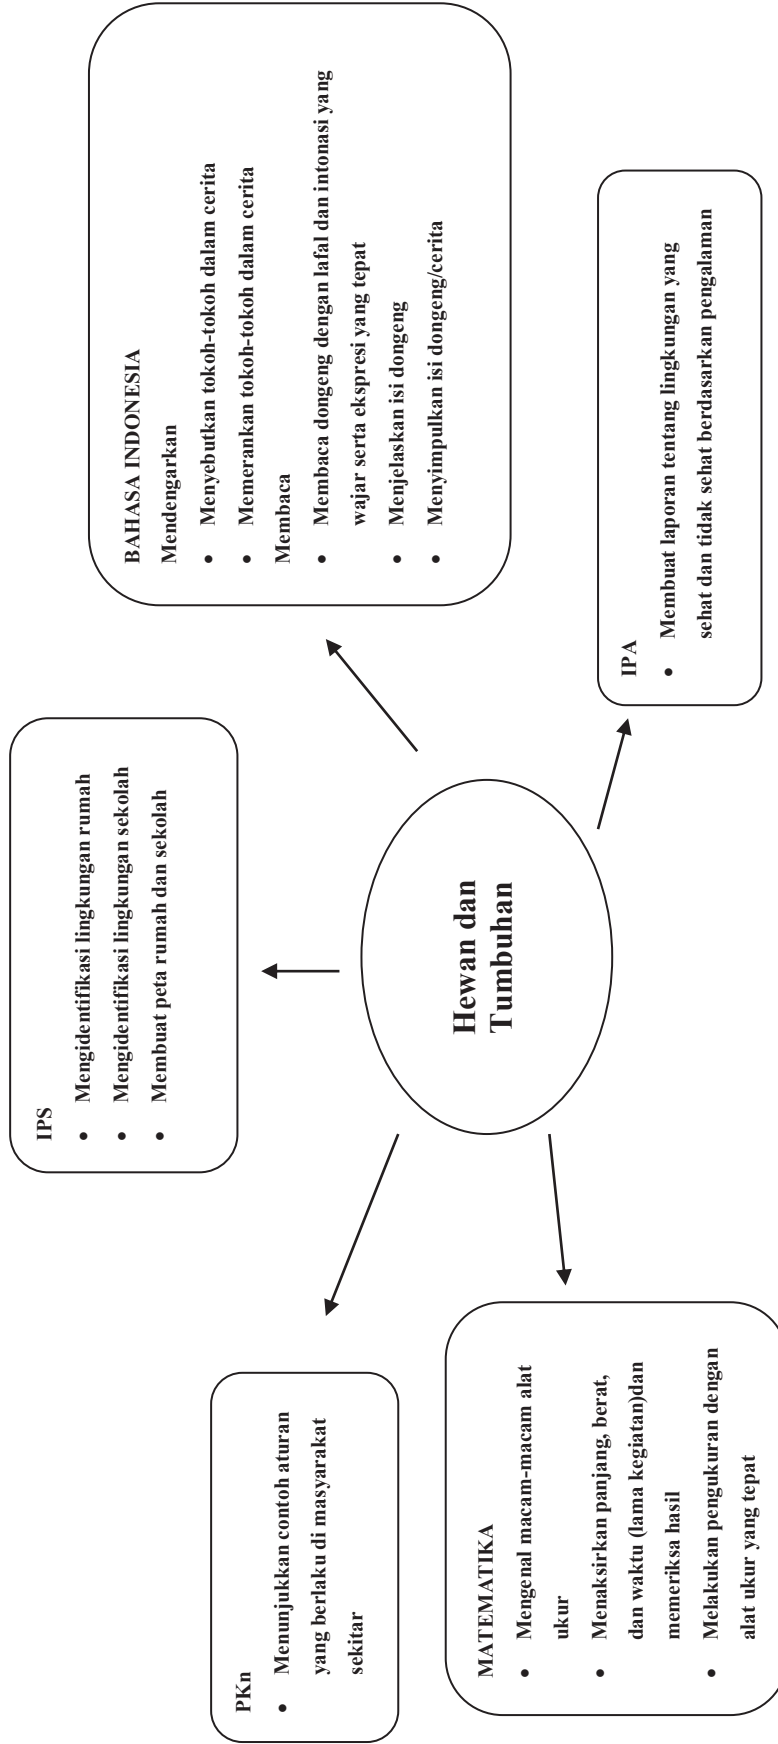 IPS
• Mengidentifikasi lingkungan rumah
• Mengidentifikasi lingkungan sekolah
• Membuat peta rumah dan sekolah
BAHASA INDONESIA
Mendengarkan
• Menyebutkan tokoh-tokoh dalam cerita
• Memerankan tokoh-tokoh dalam cerita
Membaca
• Membaca dongeng dengan lafal dan intonasi yang
wajar serta ekspresi yang tepat
• Menjelaskan isi dongeng
• Menyimpulkan isi dongeng/cerita
PKn
• Menunjukkan contoh aturan
yang berlaku di masyarakat
sekitar
Hewan dan
Tumbuhan
MATEMATIKA
• Mengenal macam-macam alat
ukur
• Menaksirkan panjang, berat,
dan waktu (lama kegiatan)dan
memeriksa hasil
• Melakukan pengukuran dengan
alat ukur yang tepat
IPA
• Membuat laporan tentang lingkungan yang
sehat dan tidak sehat berdasarkan pengalaman